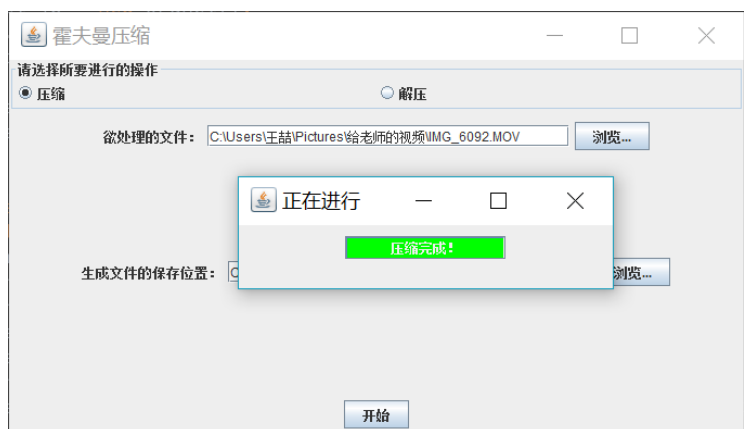 霍夫曼压缩
请选择所要进行的操作
压缩 解压
欲处理的文件： C:\Users\王喆\Pictures\给老师的视频\IMG_6092.MOV 浏览...
正在进行
压缩完成！
生成文件的保存位置： C 浏览...
开始